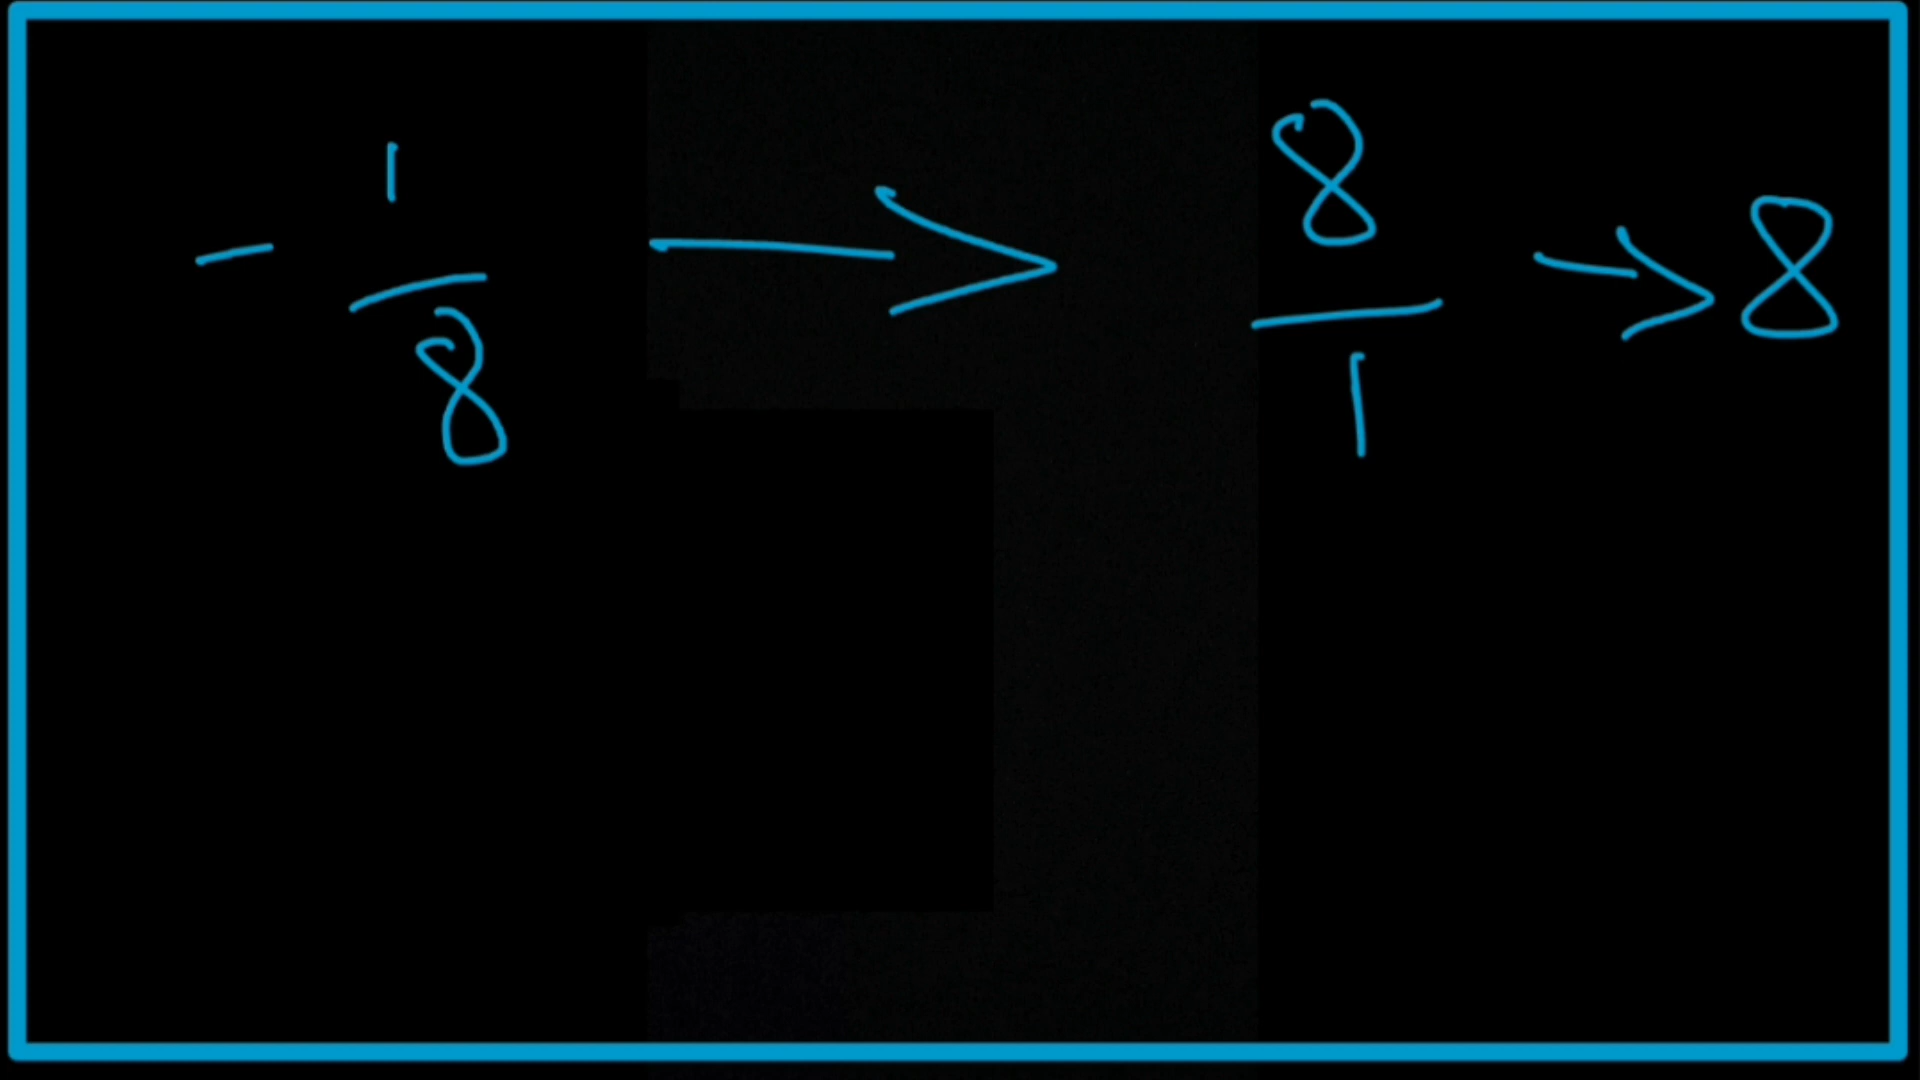 - 1/8 → 8/1 → 8